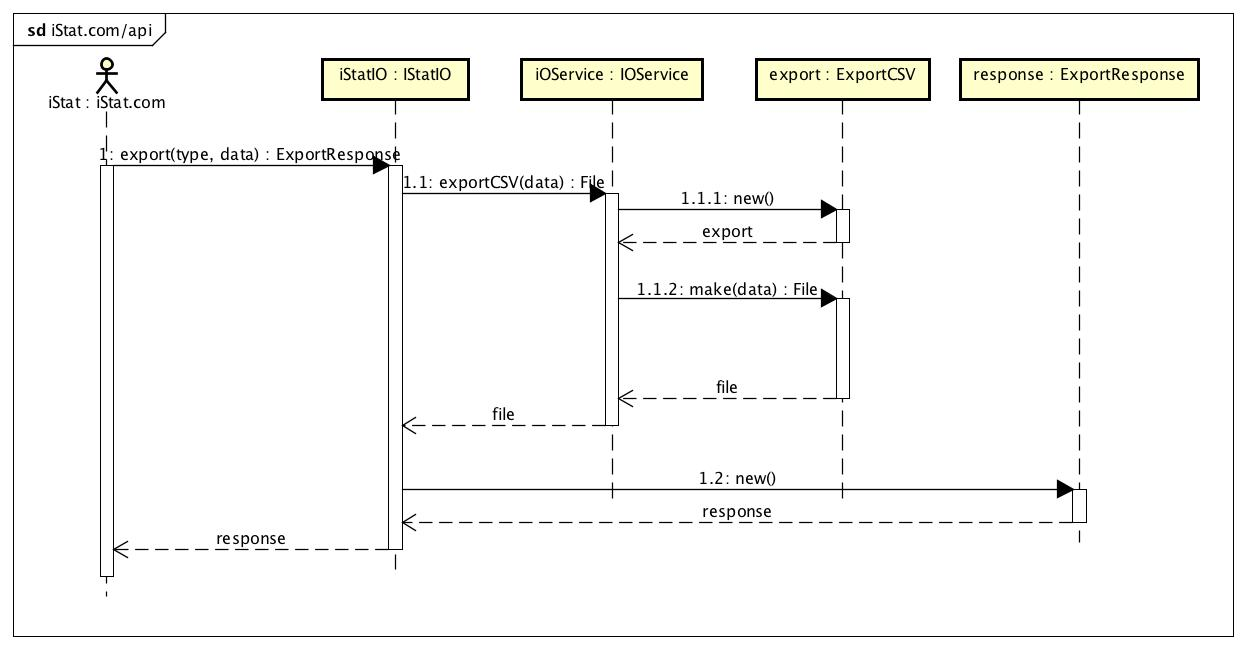 sd iStat.com/api
iStat : iStat.com
iStatIO : IStatIO
iOService : IOService
export : ExportCSV
response : ExportResponse
1: export(type, data) : ExportResponse
1.1: exportCSV(data) : File
1.1.1: new()
export
1.1.2: make(data) : File
file
file
1.2: new()
response
response